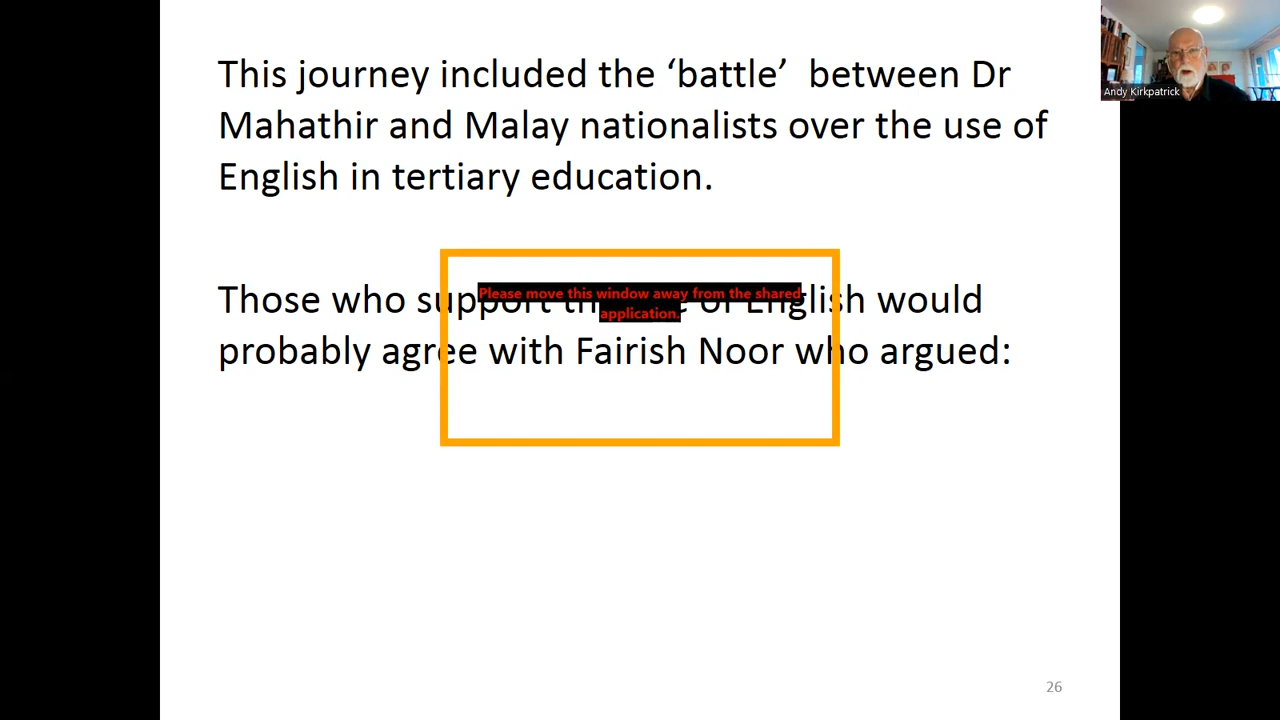 This journey included the ‘battle’ between Dr
Mahathir and Malay nationalists over the use of
English in tertiary education.
Andy Kirkpatrick
Please move this window away from the shared
application.
Those who support of English would
probably agree with Fairish Noor who argued:
26